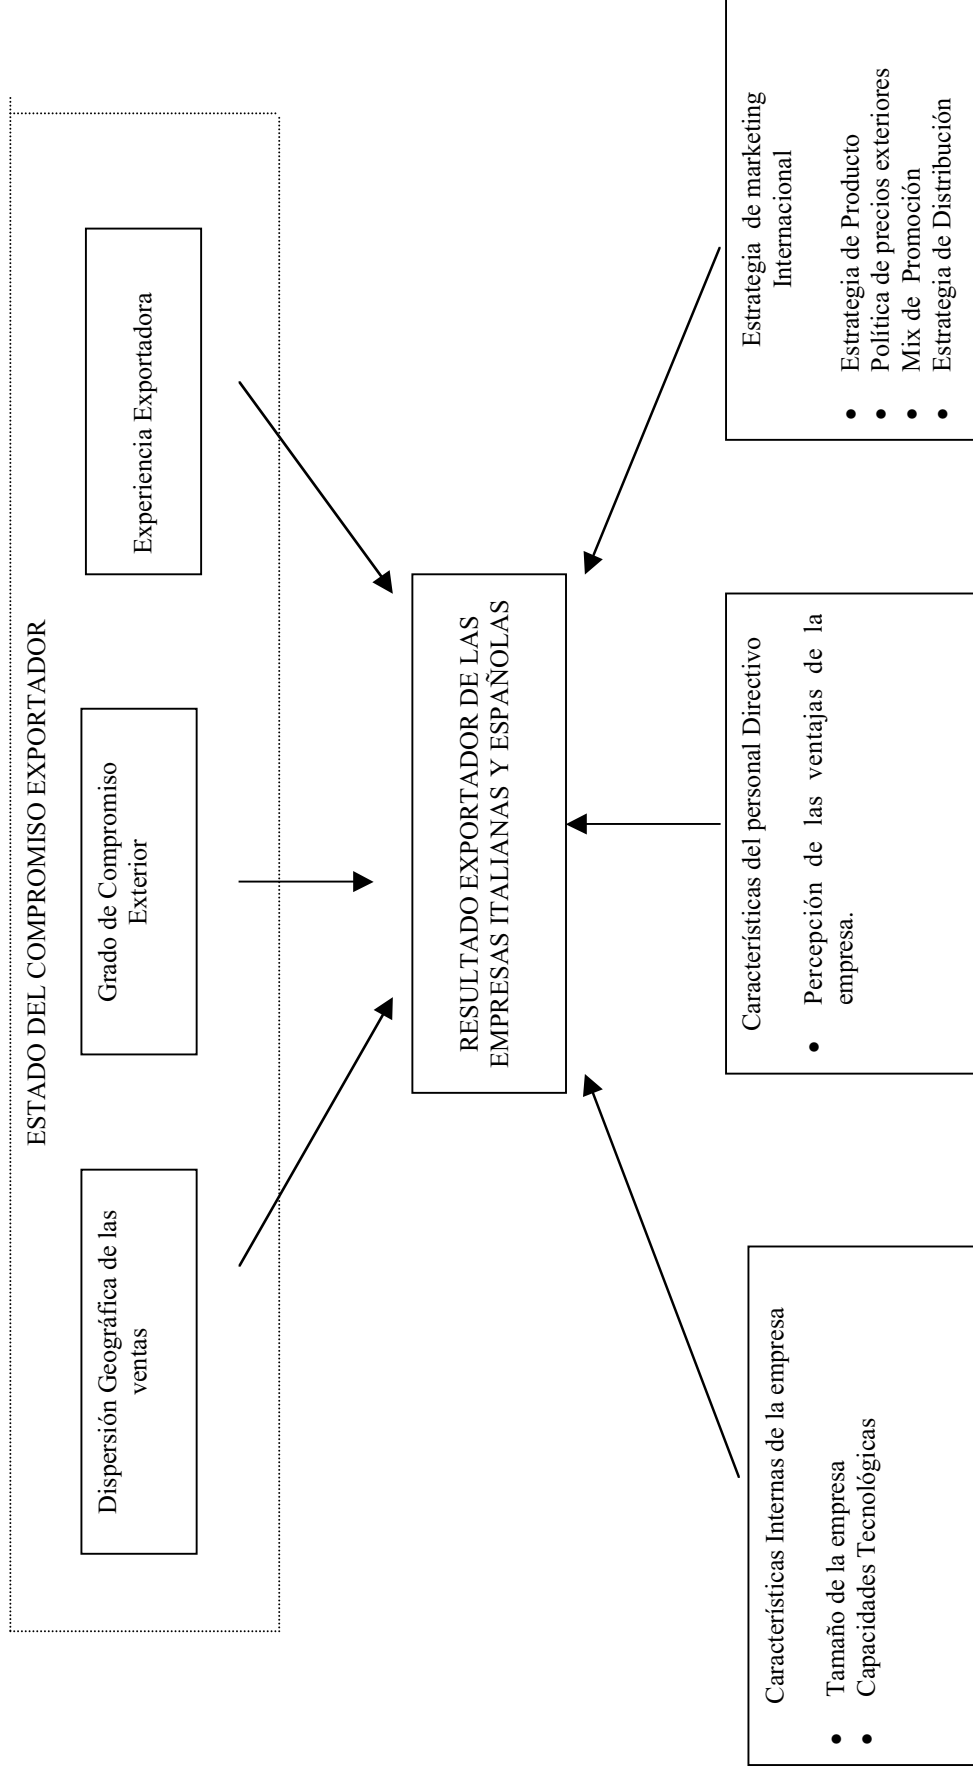 ESTADO DEL COMPROMISO EXPORTADOR
Dispersión Geográfica de las
ventas
Grado de Compromiso
Exterior
Experiencia Exportadora
RESULTADO EXPORTADOR DE LAS
EMPRESAS ITALIANAS Y ESPAÑOLAS
Características Internas de la empresa
• Tamaño de la empresa
• Capacidades Tecnológicas
Características del personal Directivo
• Percepción de las ventajas de la
empresa.
Estrategia de marketing
Internacional
• Estrategia de Producto
• Política de precios exteriores
• Mix de Promoción
• Estrategia de Distribución